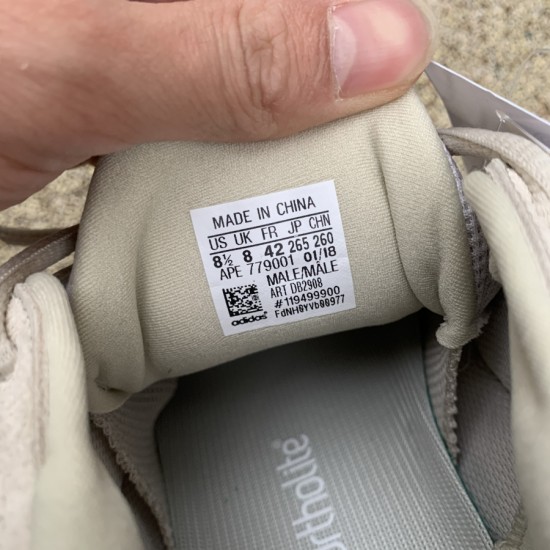 MADE IN CHINA
US UK FR JP CHN
8½ 8 42 265 260
APE 779001 01/18
MALE/MÂLE
ART DB2908
#119499900
FdNH0YVb00977
adidas
ortholite®